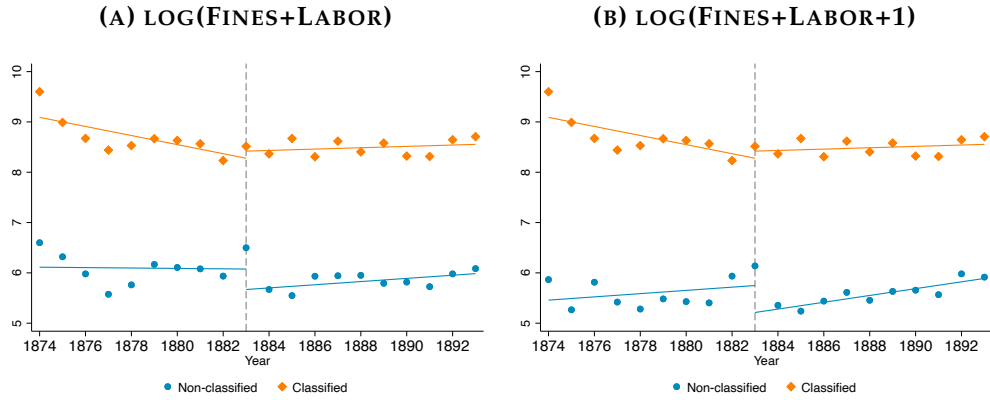 (A) LOG(FINES+LABOR)
10
9
8
7
6
5
1874 1876 1878 1880 1882 1884 1886 1888 1890 1892
Year
Non-classified Classified
(B) LOG(FINES+LABOR+1)
10
9
8
7
6
5
1874 1876 1878 1880 1882 1884 1886 1888 1890 1892
Year
Non-classified Classified